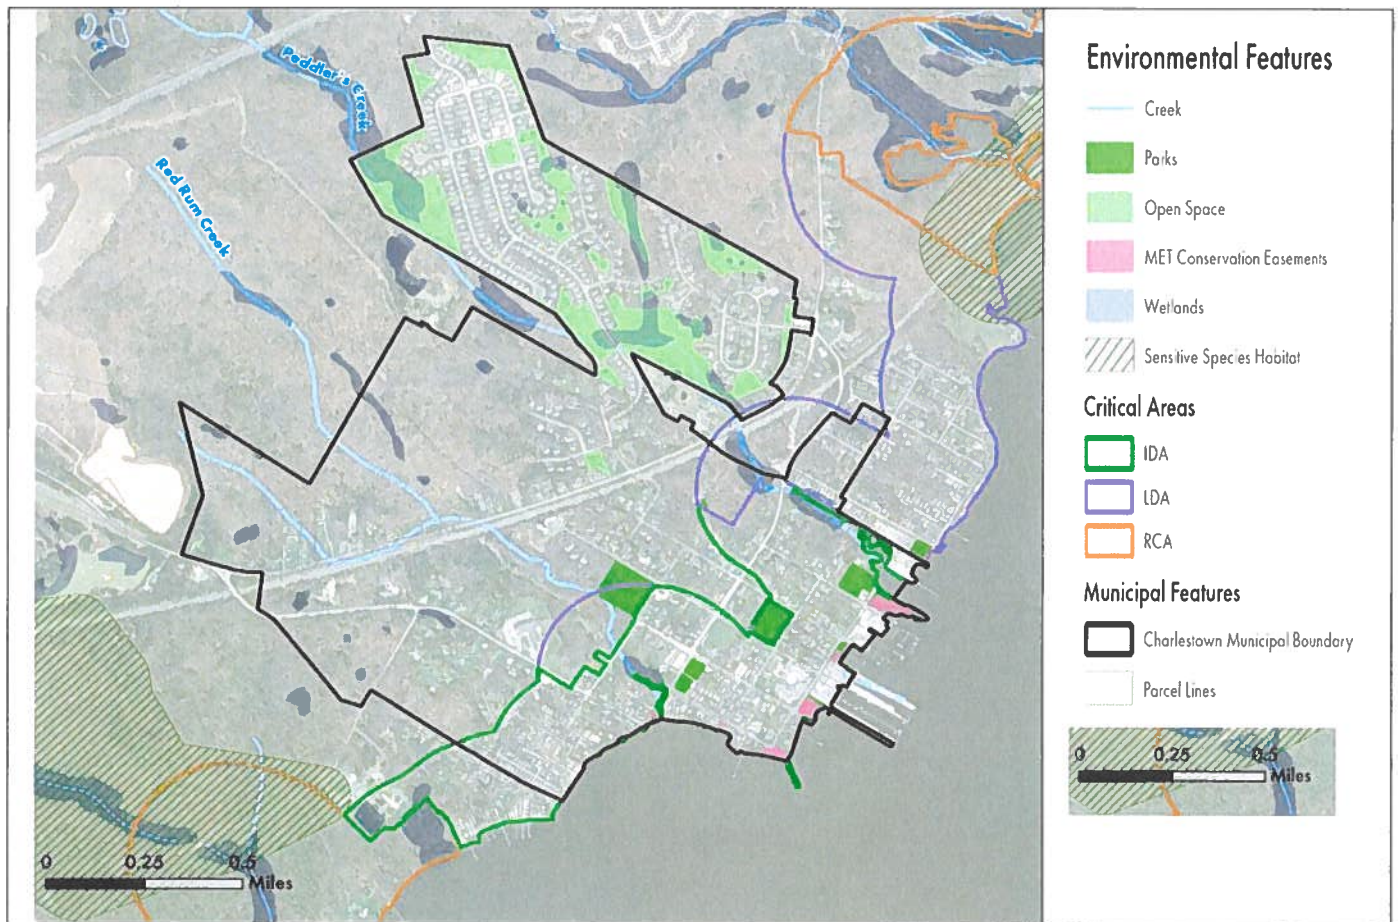 Peddler's Creek
Red Rum Creek
0 0.25 0.5
Miles
Environmental Features
Creek
Parks
Open Space
MET Conservation Easements
Wetlands
Sensitive Species Habitat
Critical Areas
IDA
LDA
RCA
Municipal Features
Charlestown Municipal Boundary
Parcel Lines
0 0.25 0.5
Miles